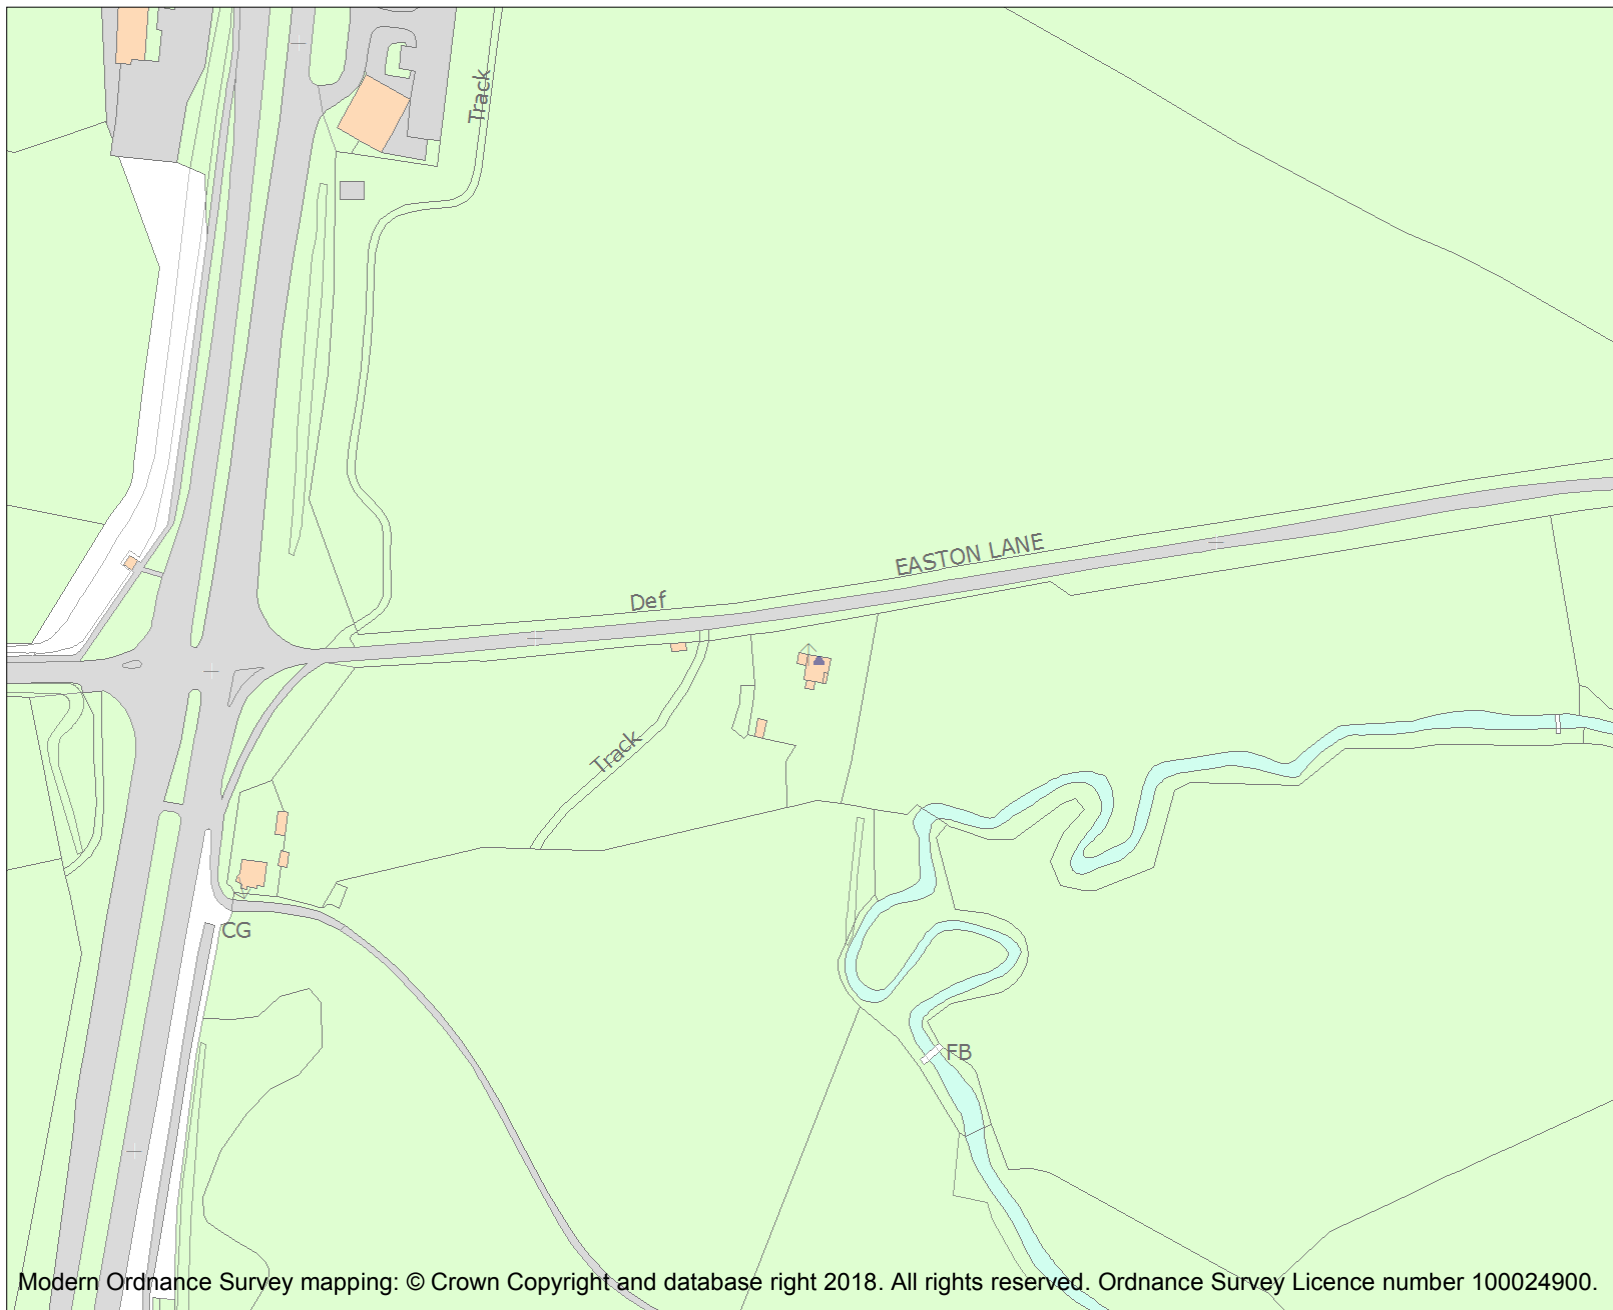 Track
EASTON LANE
Def
Track
CG
FB
Modern Ordnance Survey mapping: © Crown Copyright and database right 2018. All rights reserved. Ordnance Survey Licence number 100024900.